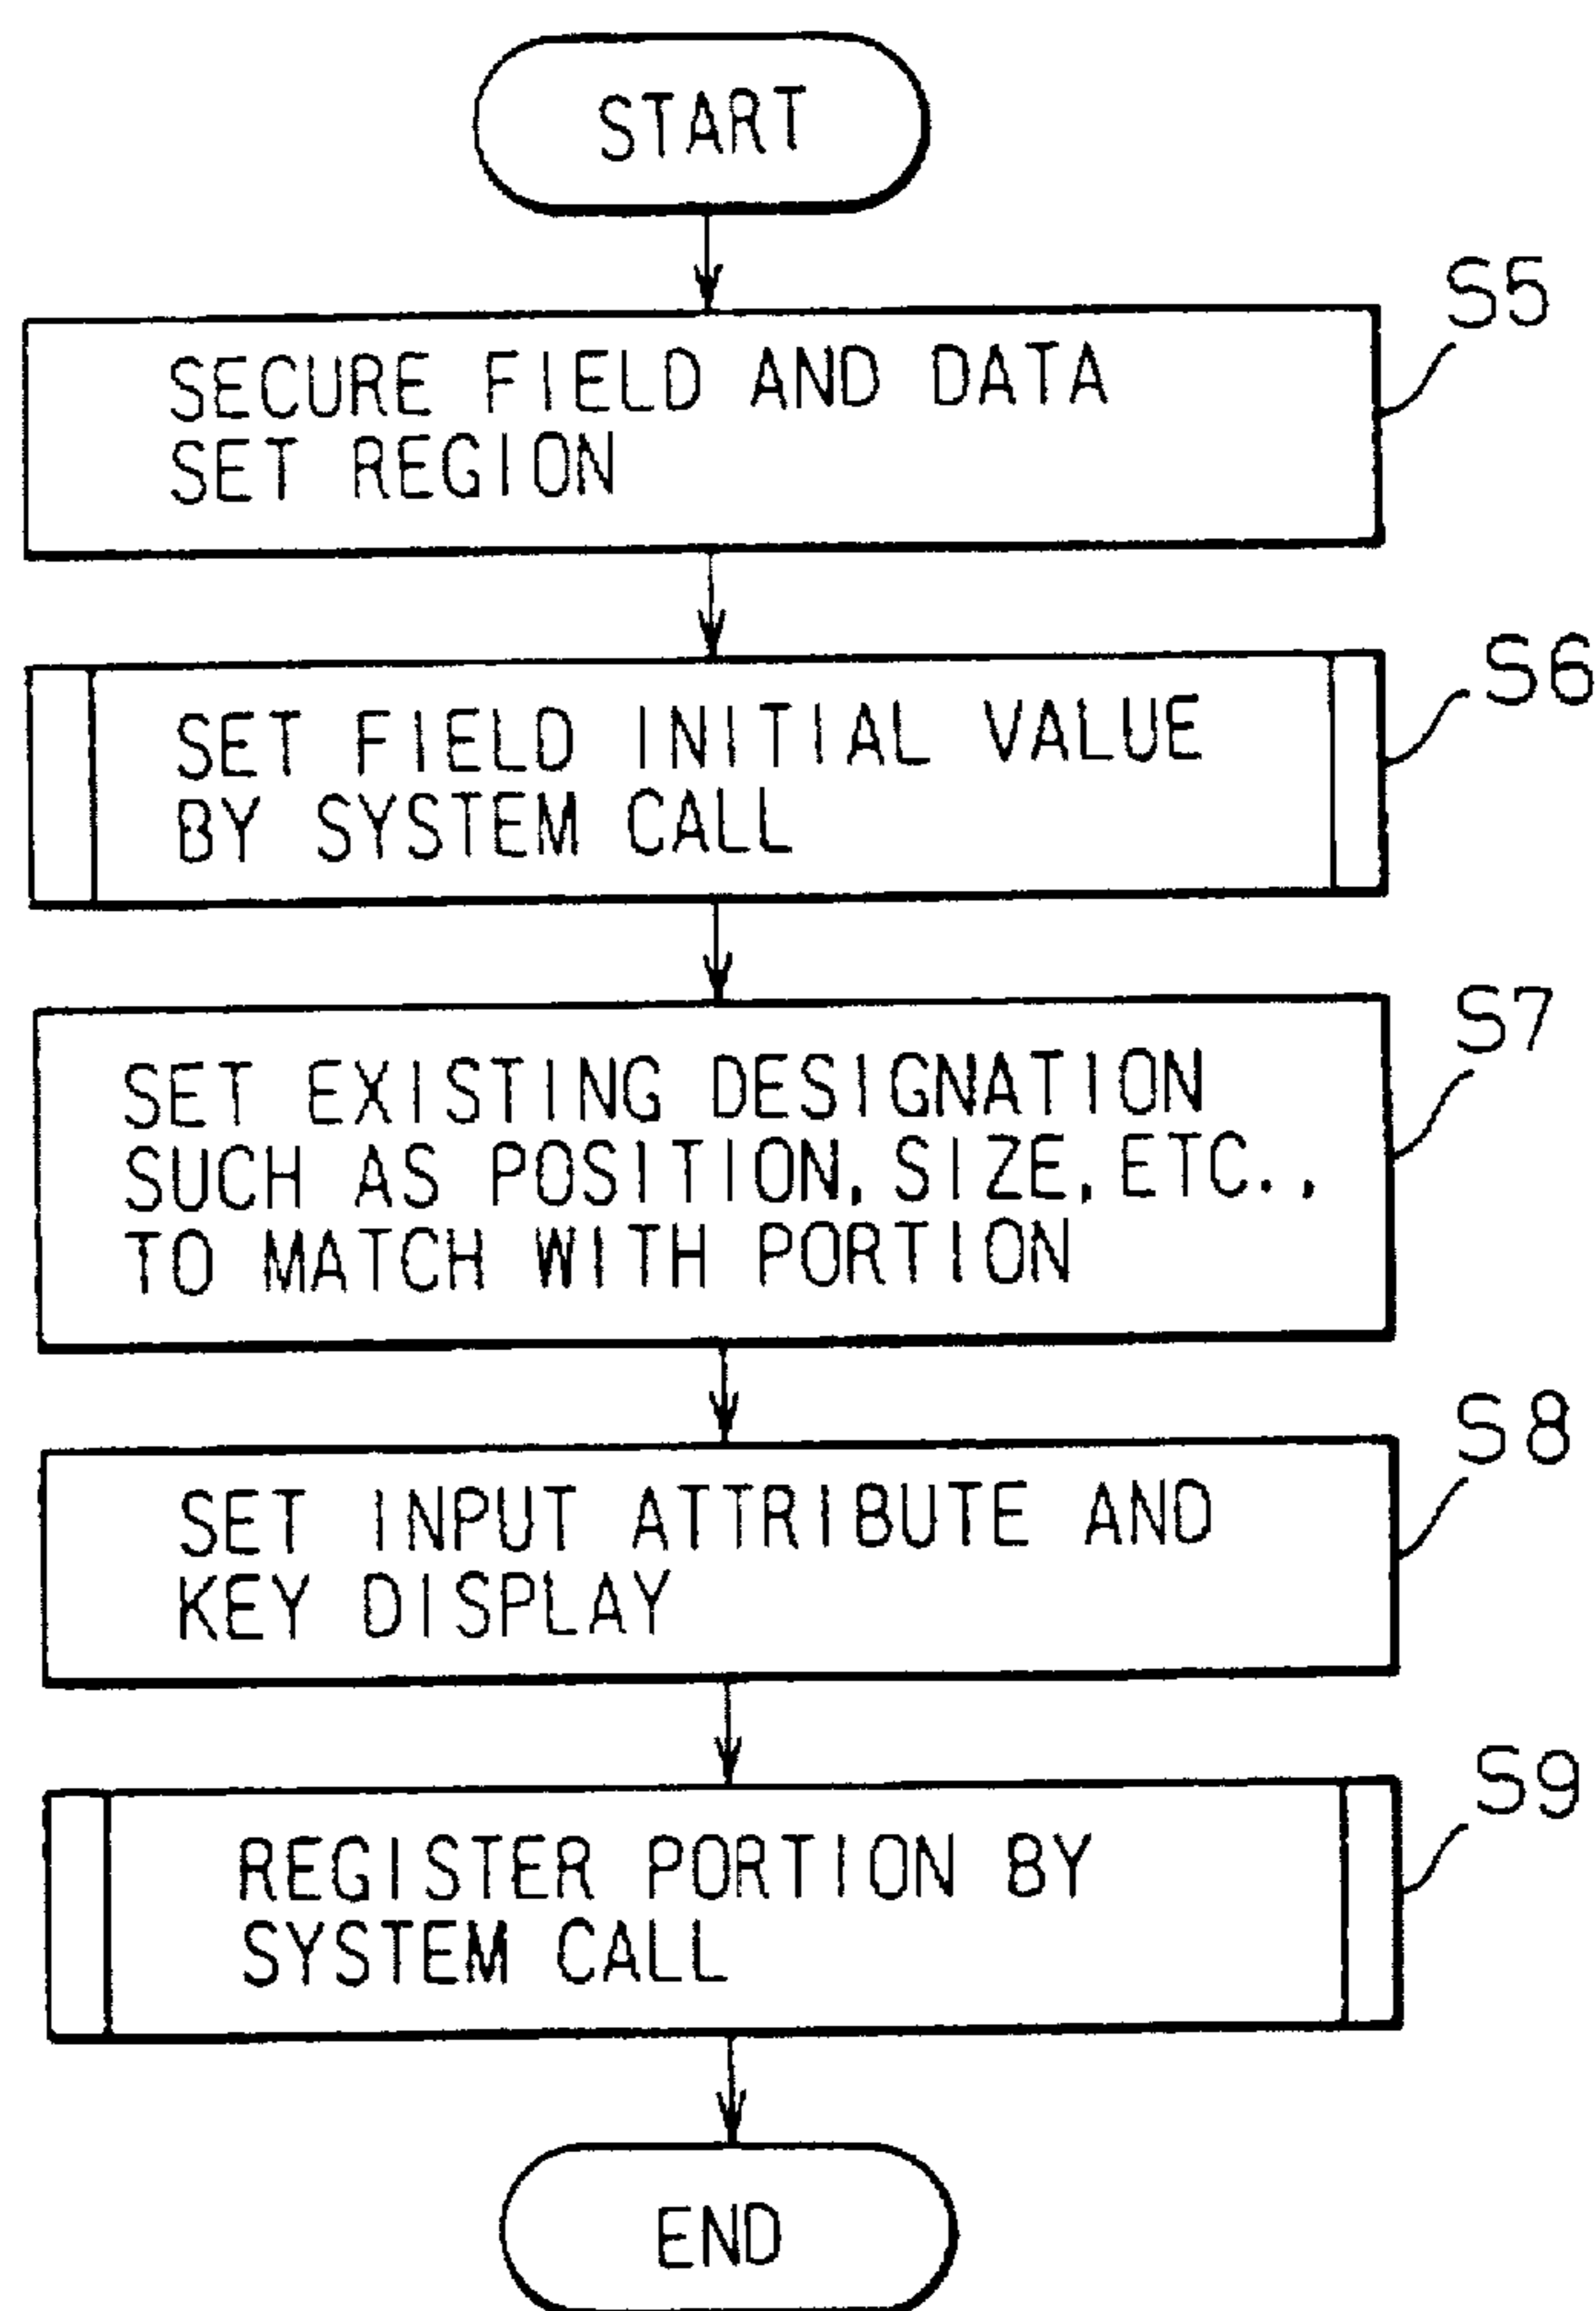 START
S5
SECURE FIELD AND DATA
SET REGION
S6
SET FIELD INITIAL VALUE
BY SYSTEM CALL
S7
SET EXISTING DESIGNATION
SUCH AS POSITION, SIZE, ETC.,
TO MATCH WITH PORTION
S8
SET INPUT ATTRIBUTE AND
KEY DISPLAY
S9
REGISTER PORTION BY
SYSTEM CALL
END